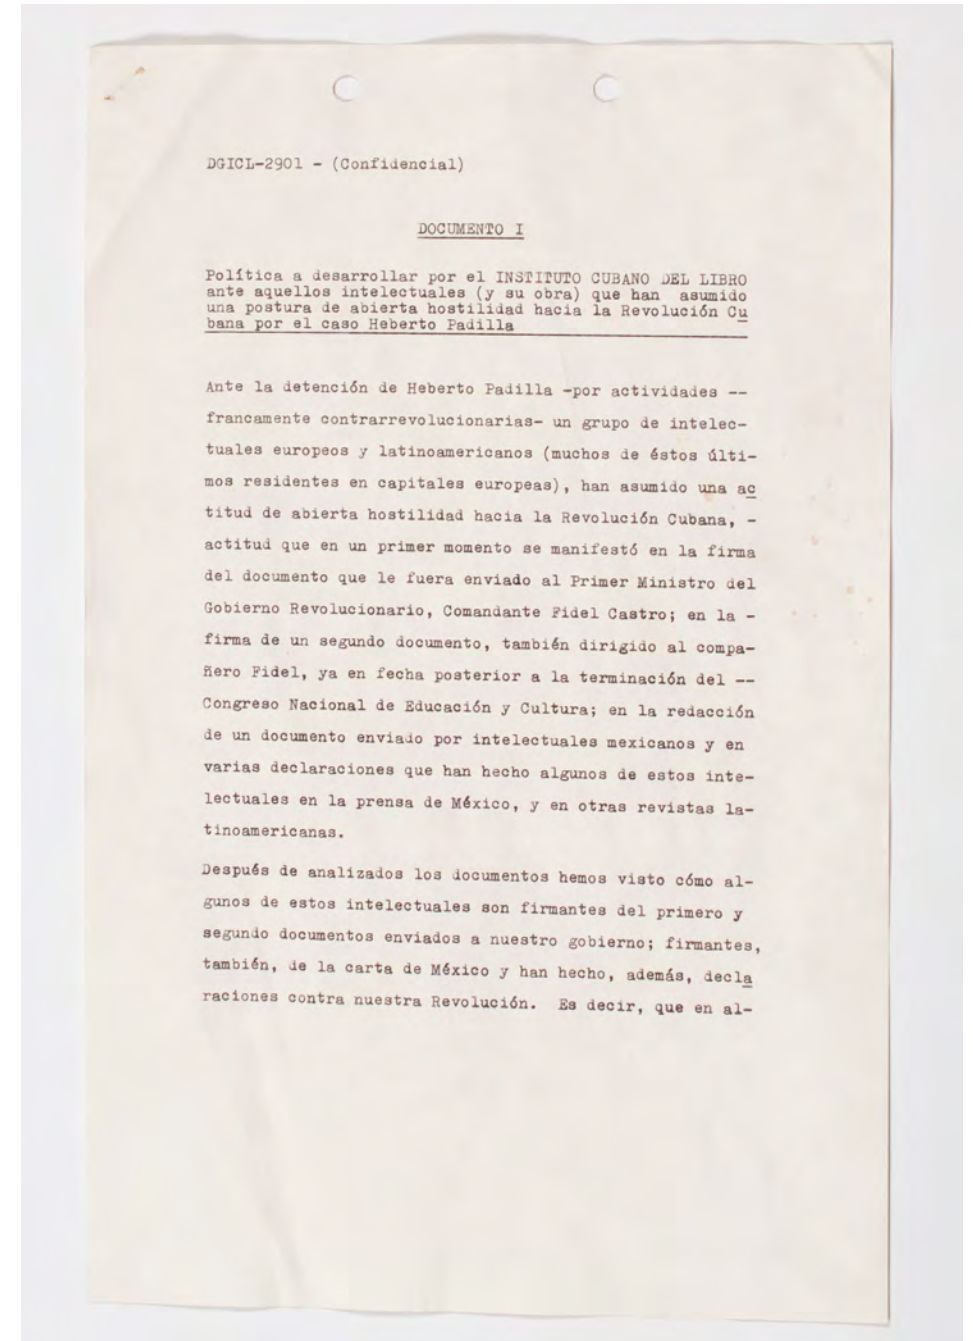 DGICL-2901 - (Confidencial)
DOCUMENTO I
Política a desarrollar por el INSTITUTO CUBANO DEL LIBRO
ante aquellos intelectuales (y su obra) que han asumido
una postura de abierta hostilidad hacia la Revolución Cu
bana por el caso Heberto Padilla
Ante la detención de Heberto Padilla -por actividades --
francamente contrarrevolucionarias- un grupo de intelec-
tuales europeos y latinoamericanos (muchos de éstos últi-
mos residentes en capitales europeas), han asumido una ac
titud de abierta hostilidad hacia la Revolución Cubana, -
actitud que en un primer momento se manifestó en la firma
del documento que le fuera enviado al Primer Ministro del
Gobierno Revolucionario, Comandante Fidel Castro; en la -
firma de un segundo documento, también dirigido al compa-
ñero Fidel, ya en fecha posterior a la terminación del --
Congreso Nacional de Educación y Cultura; en la redacción
de un documento enviado por intelectuales mexicanos y en
varias declaraciones que han hecho algunos de estos inte-
lectuales en la prensa de México, y en otras revistas la-
tinoamericanas.
Después de analizados los documentos hemos visto cómo al-
gunos de estos intelectuales son firmantes del primero y
segundo documentos enviados a nuestro gobierno; firmantes,
también, de la carta de México y han hecho, además, decla
raciones contra nuestra Revolución. Es decir, que en al-